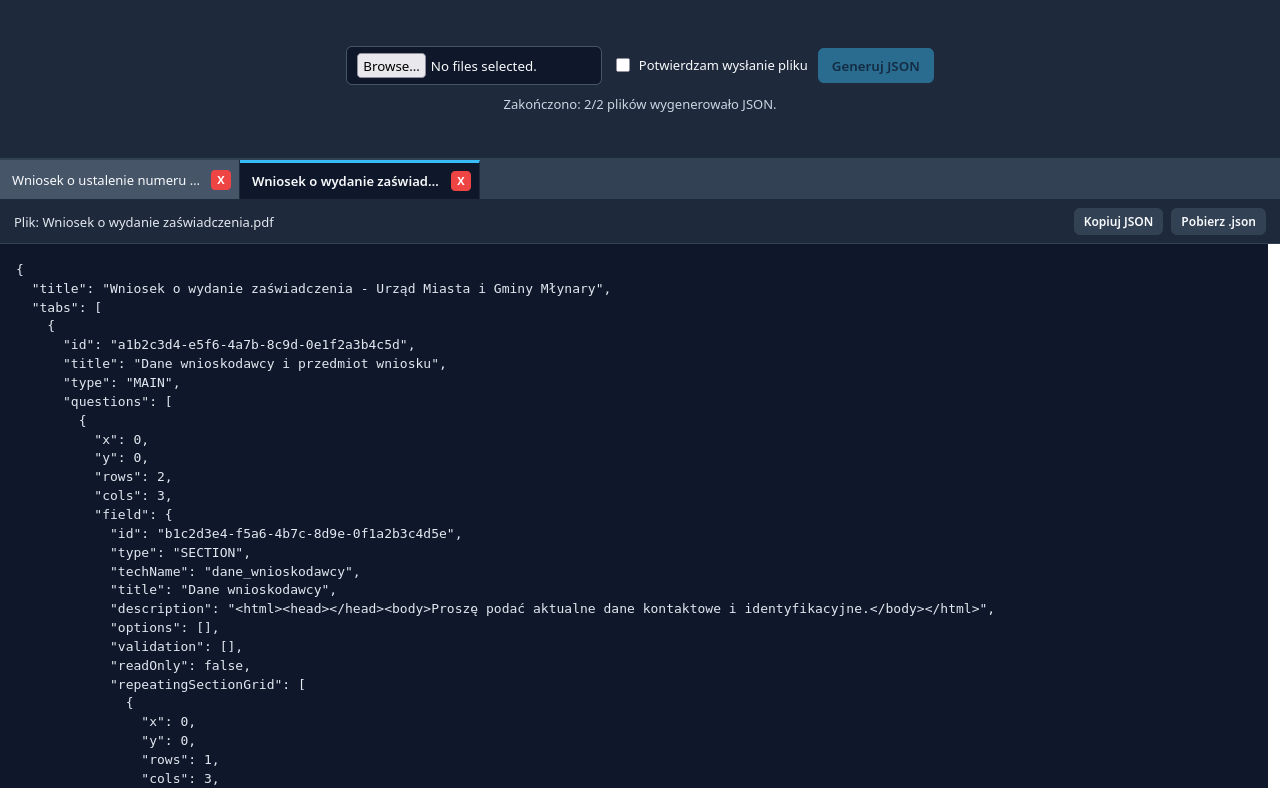 Browse... No files selected. Potwierdzam wysłanie pliku Generuj JSON
Zakończono: 2/2 plików wygenerowało JSON.
Wniosek o ustalenie numeru ... X Wniosek o wydanie zaświad... X
Plik: Wniosek o wydanie zaświadczenia.pdf Kopiuj JSON Pobierz .json
{
  "title": "Wniosek o wydanie zaświadczenia - Urząd Miasta i Gminy Młynary",
  "tabs": [
    {
      "id": "a1b2c3d4-e5f6-4a7b-8c9d-0e1f2a3b4c5d",
      "title": "Dane wnioskodawcy i przedmiot wniosku",
      "type": "MAIN",
      "questions": [
        {
          "x": 0,
          "y": 0,
          "rows": 2,
          "cols": 3,
          "field": {
            "id": "b1c2d3e4-f5a6-4b7c-8d9e-0f1a2b3c4d5e",
            "type": "SECTION",
            "techName": "dane_wnioskodawcy",
            "title": "Dane wnioskodawcy",
            "description": "<html><head></head><body>Proszę podać aktualne dane kontaktowe i identyfikacyjne.</body></html>",
            "options": [],
            "validation": [],
            "readOnly": false,
            "repeatingSectionGrid": [
              {
                "x": 0,
                "y": 0,
                "rows": 1,
                "cols": 3,